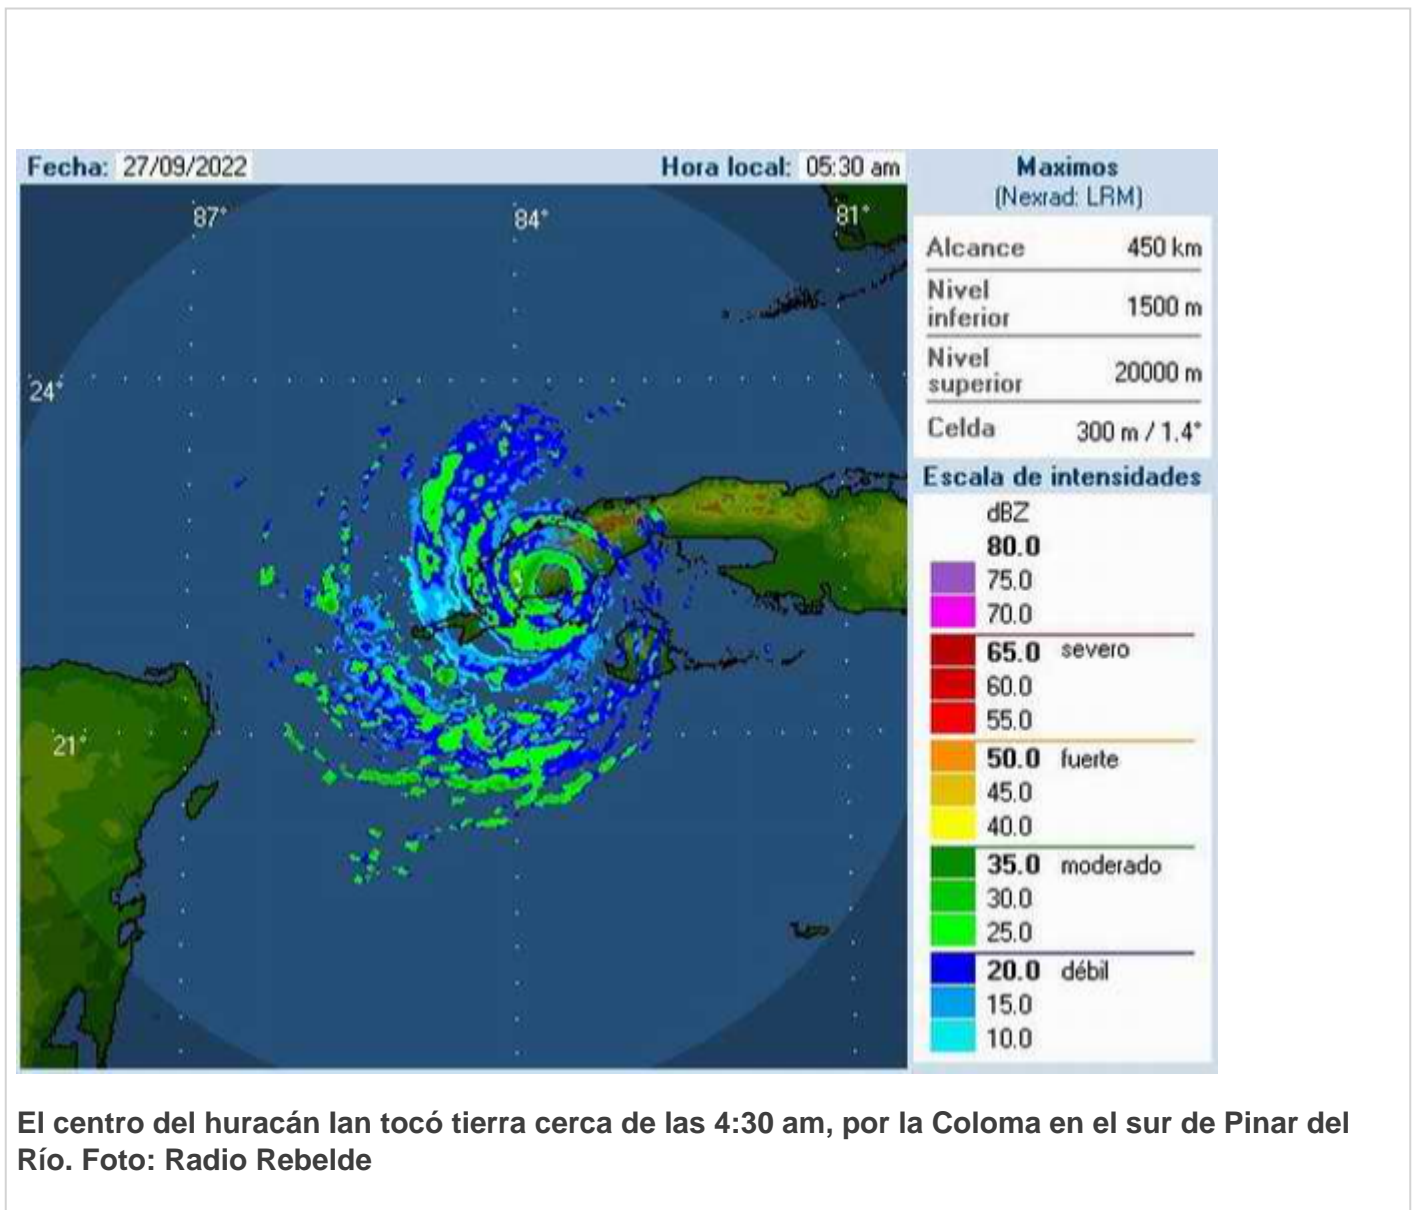 Fecha: 27/09/2022
Hora local: 05:30 am
87°
84°
81°
24°
21°
Maximos
(Nexrad: LRM)
Alcance 450 km
Nivel
inferior 1500 m
Nivel
superior 20000 m
Celda 300 m / 1.4°
Escala de intensidades
dBZ
80.0
75.0
70.0
65.0 severo
60.0
55.0
50.0 fuerte
45.0
40.0
35.0 moderado
30.0
25.0
20.0 débil
15.0
10.0
El centro del huracán Ian tocó tierra cerca de las 4:30 am, por la Coloma en el sur de Pinar del
Río. Foto: Radio Rebelde